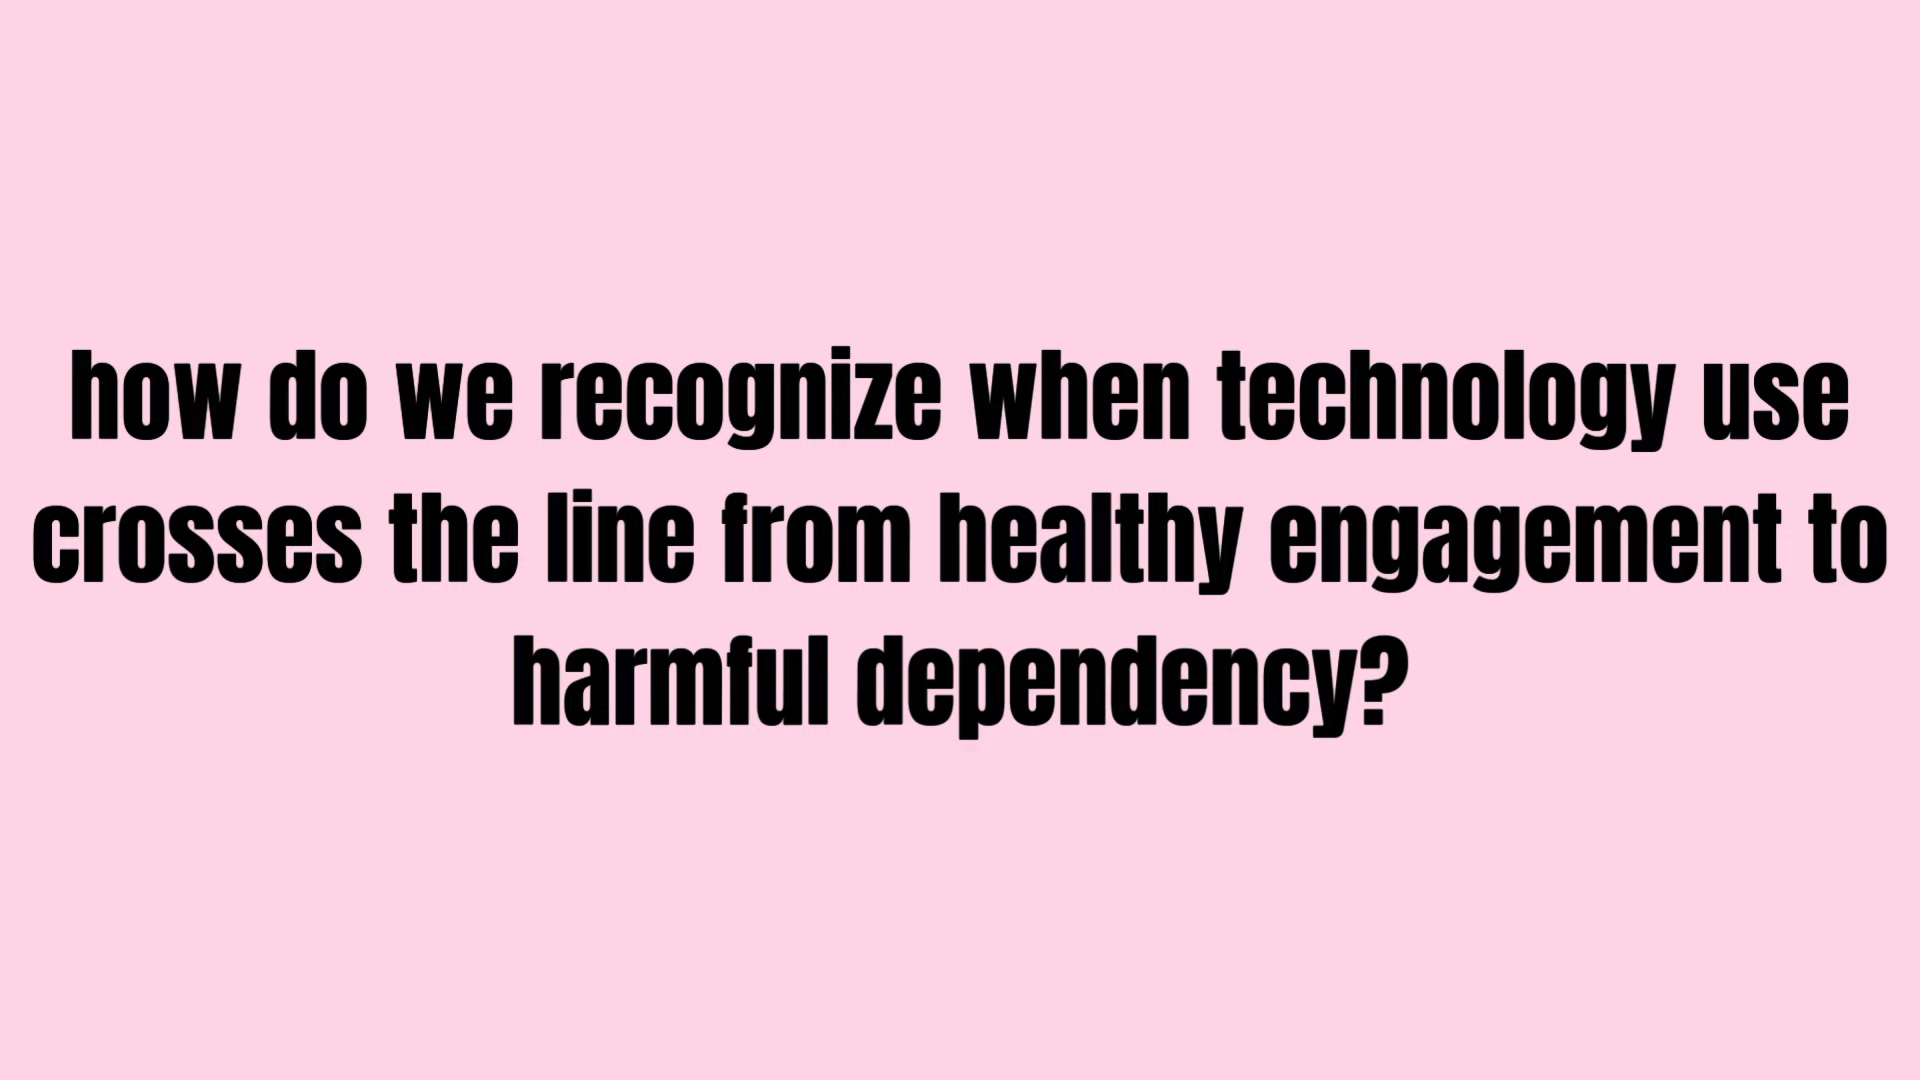 how do we recognize when technology use
crosses the line from healthy engagement to
harmful dependency?